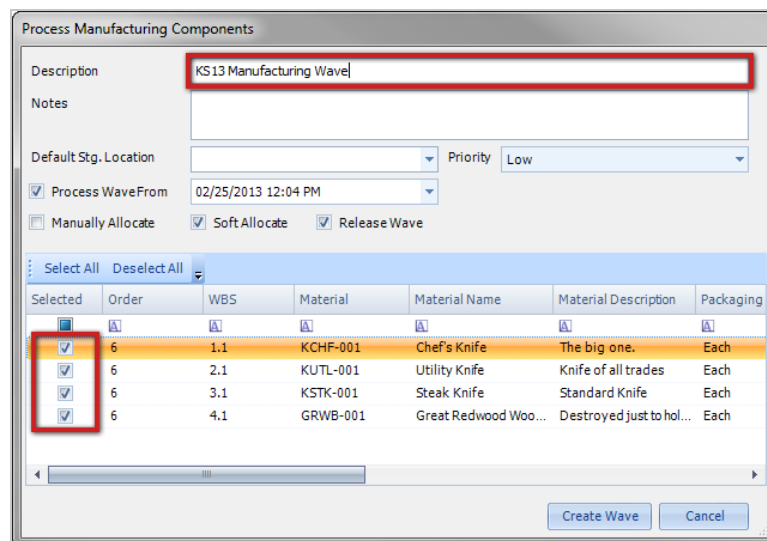 Process Manufacturing Components
Description KS13 Manufacturing Wave
Notes
Default Stg. Location Priority Low
Process WaveFrom 02/25/2013 12:04 PM
Manually Allocate Soft Allocate Release Wave
Select All Deselect All
Selected Order WBS Material Material Name Material Description Packaging
A A A A A A
6 1.1 KCHF-001 Chef's Knife The big one. Each
6 2.1 KUTL-001 Utility Knife Knife of all trades Each
6 3.1 KSTK-001 Steak Knife Standard Knife Each
6 4.1 GRWB-001 Great Redwood Woo... Destroyed just to hol... Each
Create Wave Cancel